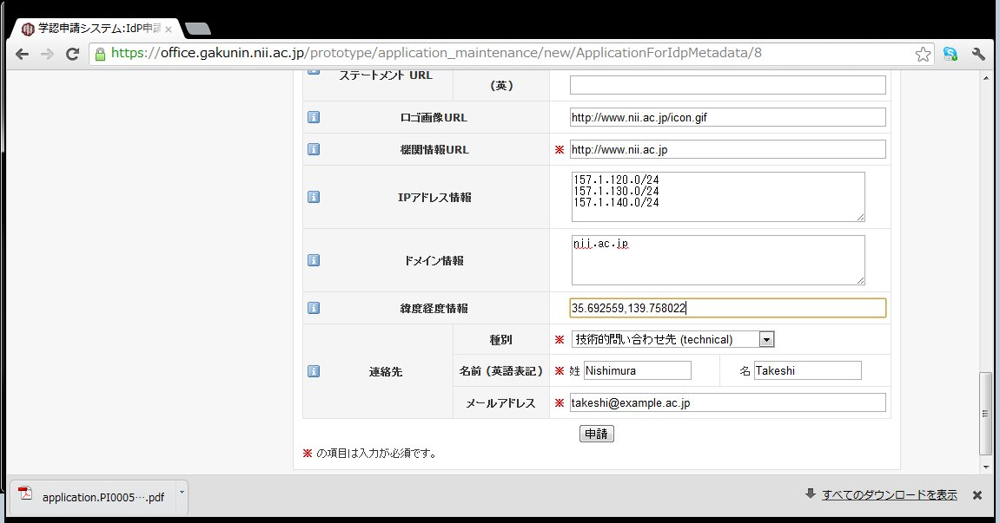 学認申請システム:IdP申請
https://office.gakunin.nii.ac.jp/prototype/application_maintenance/new/ApplicationForIdpMetadata/8
ステートメント URL
(英)
ロゴ画像URL
http://www.nii.ac.jp/icon.gif
機関情報URL
※ http://www.nii.ac.jp
IPアドレス情報
157.1.120.0/24
157.1.130.0/24
157.1.140.0/24
ドメイン情報
nii.ac.jp
緯度経度情報
35.692559,139.758022
連絡先
種別
※ 技術的問い合わせ先 (technical)
名前 (英語表記)
※ 姓 Nishimura 名 Takeshi
メールアドレス
※ takeshi@example.ac.jp
申請
※ の項目は入力が必須です。
application.PI0005….pdf
すべてのダウンロードを表示